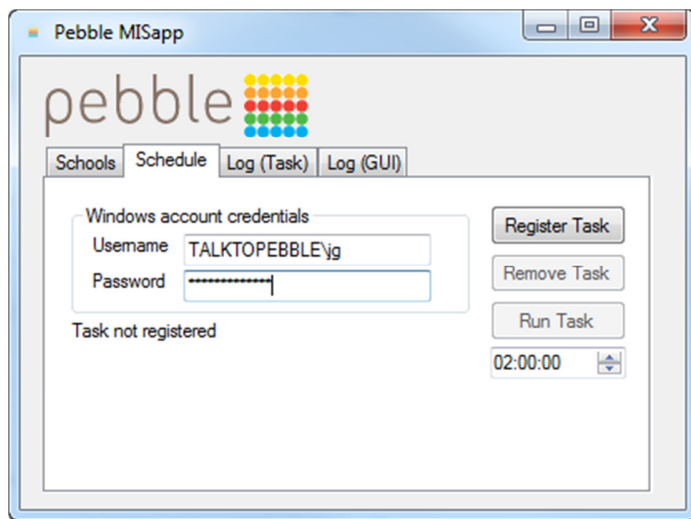 Pebble MISapp
pebble
Schools Schedule Log (Task) Log (GUI)
Windows account credentials
Username TALKTOPEBBLE\jg
Password *************
Task not registered
Register Task
Remove Task
Run Task
02:00:00